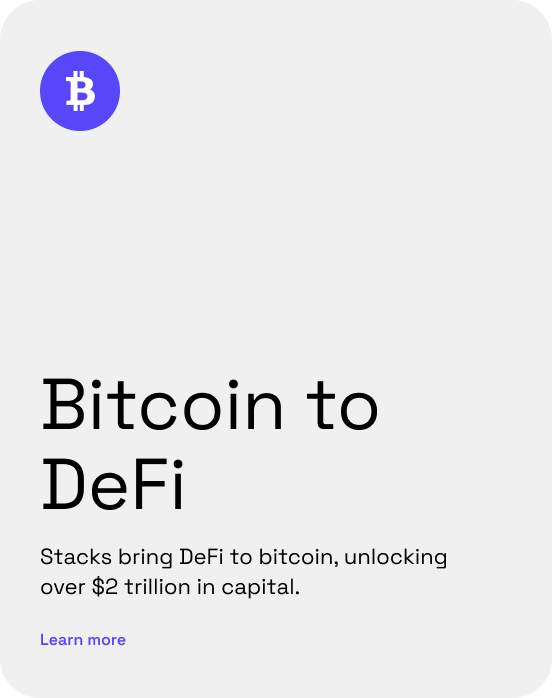 Bitcoin to
DeFi
Stacks bring DeFi to bitcoin, unlocking
over $2 trillion in capital.
Learn more